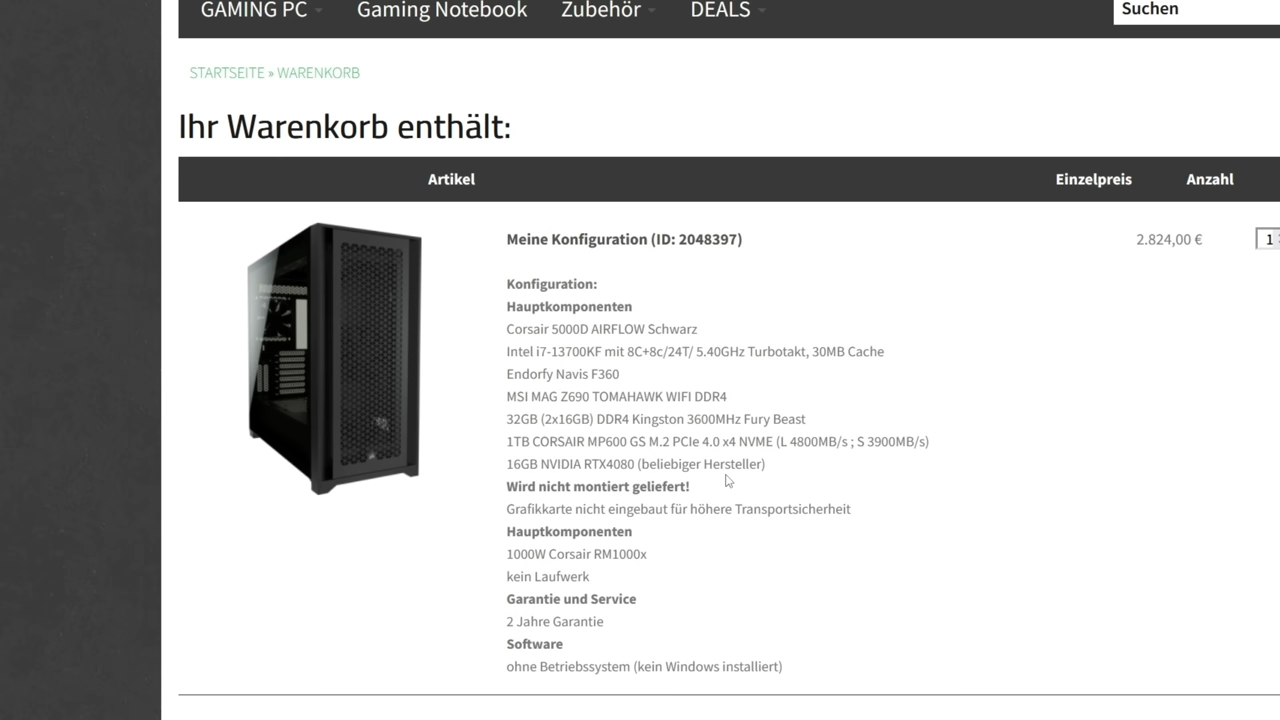 GAMING PC Gaming Notebook Zubehör DEALS Suchen
STARTSEITE » WARENKORB
Ihr Warenkorb enthält:
Artikel Einzelpreis Anzahl
Meine Konfiguration (ID: 2048397) 2.824,00 € 1
Konfiguration:
Hauptkomponenten
Corsair 5000D AIRFLOW Schwarz
Intel i7-13700KF mit 8C+8c/24T/ 5.40GHz Turbotakt, 30MB Cache
Endorfy Navis F360
MSI MAG Z690 TOMAHAWK WIFI DDR4
32GB (2x16GB) DDR4 Kingston 3600MHz Fury Beast
1TB CORSAIR MP600 GS M.2 PCIe 4.0 x4 NVME (L 4800MB/s ; S 3900MB/s)
16GB NVIDIA RTX4080 (beliebiger Hersteller)
Wird nicht montiert geliefert!
Grafikkarte nicht eingebaut für höhere Transportsicherheit
Hauptkomponenten
1000W Corsair RM1000x
kein Laufwerk
Garantie und Service
2 Jahre Garantie
Software
ohne Betriebssystem (kein Windows installiert)